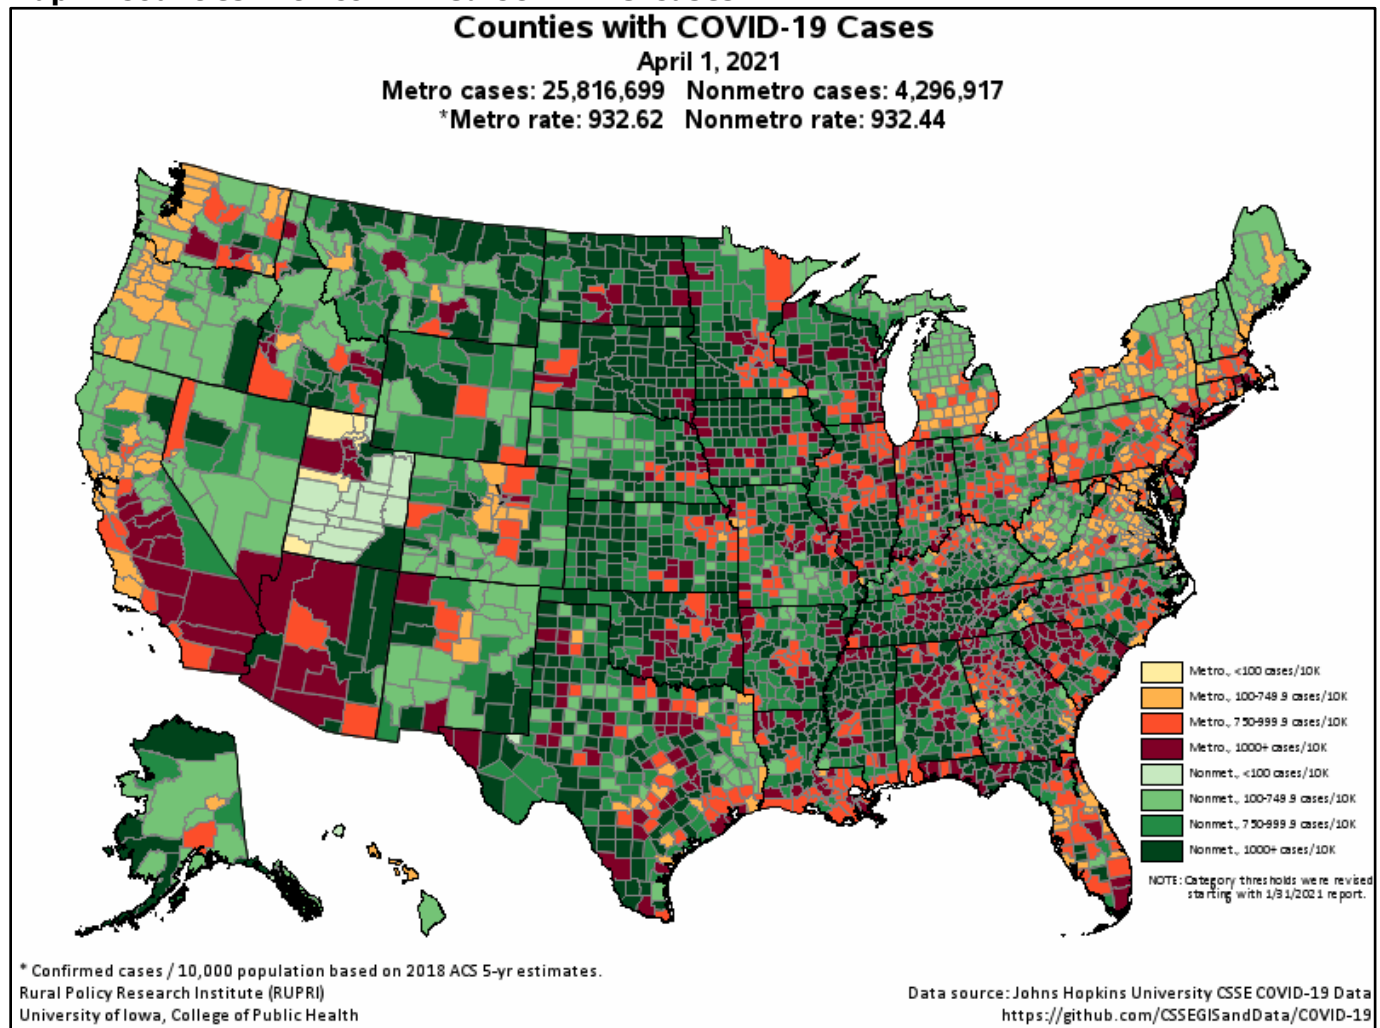 Counties with COVID-19 Cases
April 1, 2021
Metro cases: 25,816,699 Nonmetro cases: 4,296,917
*Metro rate: 932.62 Nonmetro rate: 932.44
Metro., <100 cases/10K
Metro., 100-749.9 cases/10K
Metro., 750-999.9 cases/10K
Metro., 1000+ cases/10K
Nonmet., <100 cases/10K
Nonmet., 100-749.9 cases/10K
Nonmet., 750-999.9 cases/10K
Nonmet., 1000+ cases/10K
NOTE: Category thresholds were revised
starting with 1/31/2021 report.
* Confirmed cases / 10,000 population based on 2018 ACS 5-yr estimates.
Rural Policy Research Institute (RUPRI)
University of Iowa, College of Public Health
Data source: Johns Hopkins University CSSE COVID-19 Data
https://github.com/CSSEGISandData/COVID-19